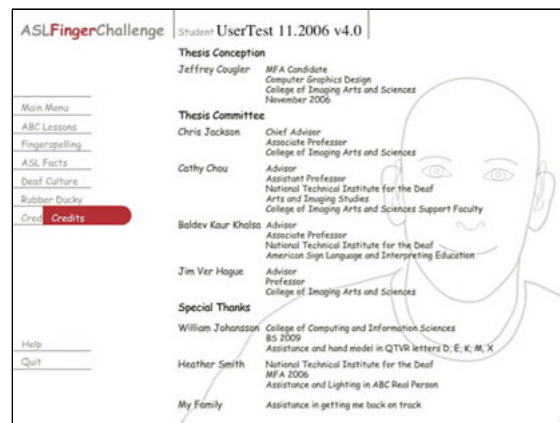 ASLFingerChallenge
Student UserTest 11.2006 v4.0
Main Menu
ABC Lessons
Fingerspelling
ASL Facts
Deaf Culture
Rubber Ducky
Cred Credits
Help
Quit
Thesis Conception
Jeffrey Cougler MFA Candidate
Computer Graphics Design
College of Imaging Arts and Sciences
November 2006
Thesis Committee
Chris Jackson Chief Advisor
Associate Professor
College of Imaging Arts and Sciences
Cathy Chou Advisor
Assistant Professor
National Technical Institute for the Deaf
Arts and Imaging Studies
College of Imaging Arts and Sciences Support Faculty
Baldev Kaur Khalsa Advisor
Associate Professor
National Technical Institute for the Deaf
American Sign Language and Interpreting Education
Jim Ver Hague Advisor
Professor
College of Imaging Arts and Sciences
Special Thanks
William Johansson College of Computing and Information Sciences
BS 2009
Assistance and hand model in QTVR letters D, E, K, M, X
Heather Smith National Technical Institute for the Deaf
MFA 2006
Assistance and Lighting in ABC Real Person
My Family Assistance in getting me back on track